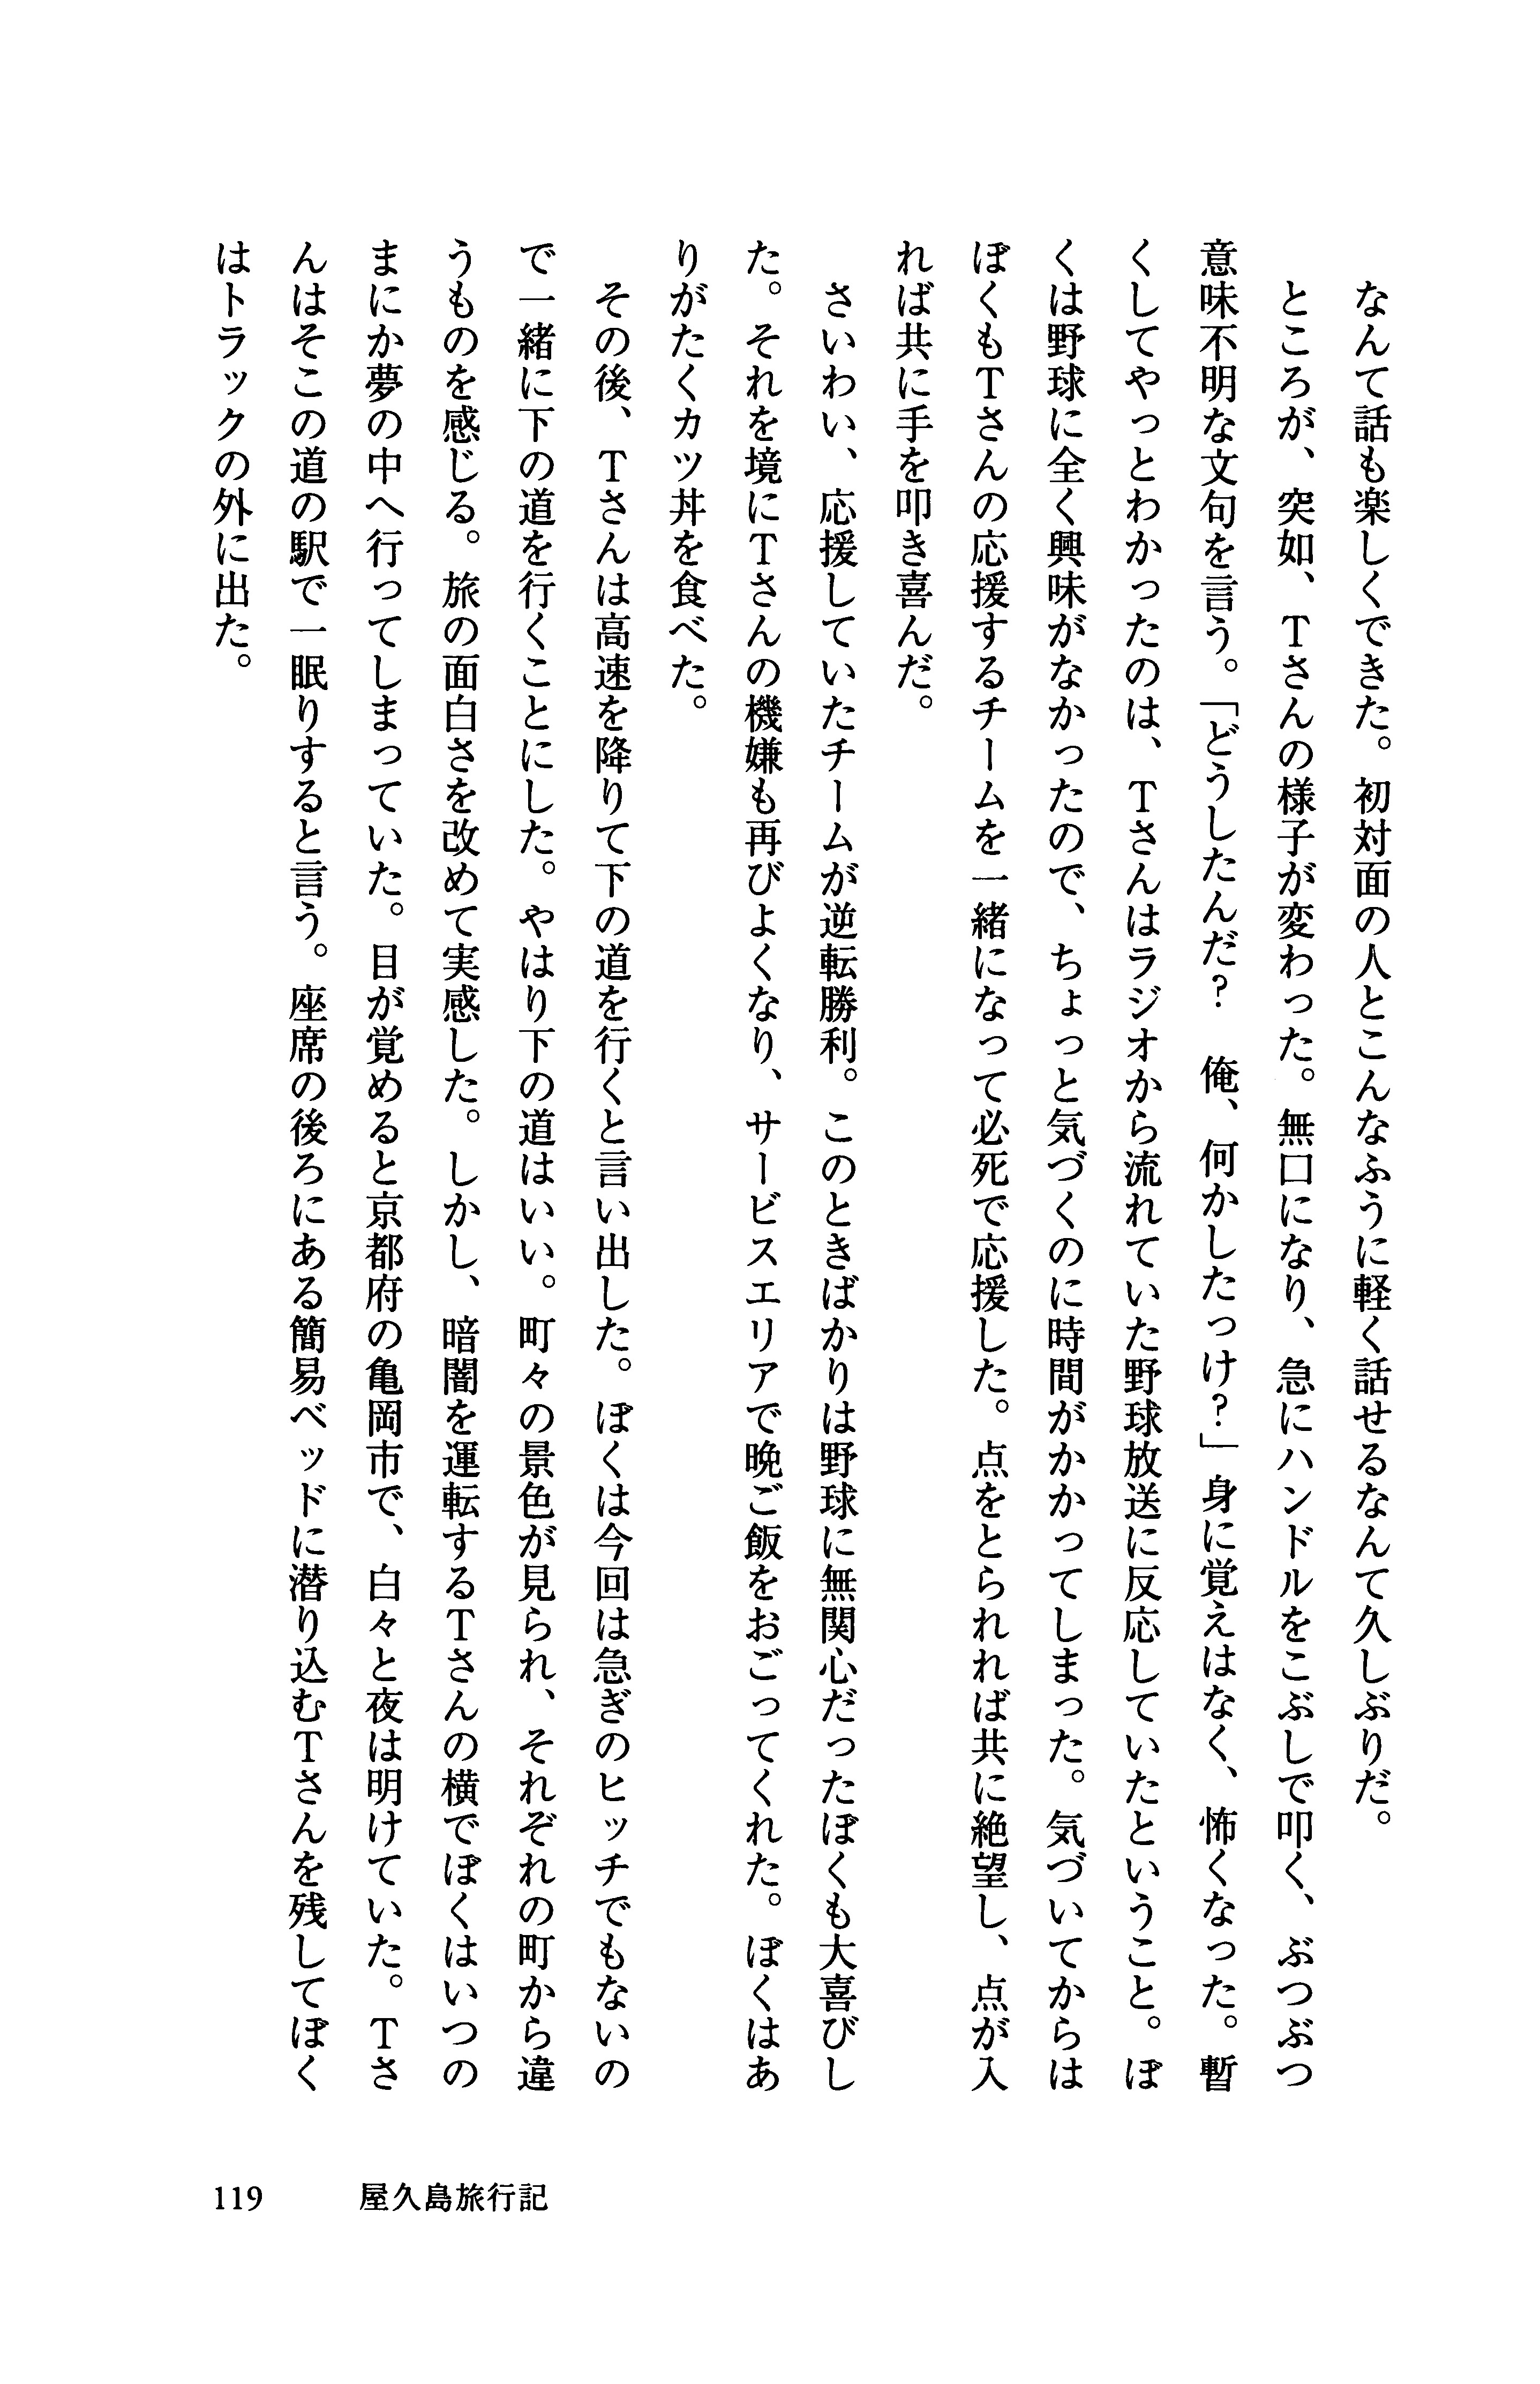 なんて話も楽しくできた。初対面の人とこんなふうに軽く話せるなんて久しぶりだ。
ところが、突如、Tさんの様子が変わった。無口になり、急にハンドルをこぶしで叩く、ぶつぶつ
意味不明な文句を言う。「どうしたんだ？　俺、何かしたっけ？」身に覚えはなく、怖くなった。暫
くしてやっとわかったのは、Tさんはラジオから流れていた野球放送に反応していたということ。ぼ
くは野球に全く興味がなかったので、ちょっと気づくのに時間がかかってしまった。気づいてからは
ぼくもTさんの応援するチームを一緒になって必死で応援した。点をとられれば共に絶望し、点が入
れば共に手を叩き喜んだ。
さいわい、応援していたチームが逆転勝利。このときばかりは野球に無関心だったぼくも大喜びし
た。それを境にTさんの機嫌も再びよくなり、サービスエリアで晩ご飯をおごってくれた。ぼくはあ
りがたくカツ丼を食べた。
その後、Tさんは高速を降りて下の道を行くと言い出した。ぼくは今回は急ぎのヒッチでもないの
で一緒に下の道を行くことにした。やはり下の道はいい。町々の景色が見られ、それぞれの町から違
うものを感じる。旅の面白さを改めて実感した。しかし、暗闇を運転するTさんの横でぼくはいつの
まにか夢の中へ行ってしまっていた。目が覚めると京都府の亀岡市で、白々と夜は明けていた。Tさ
んはそこの道の駅で一眠りすると言う。座席の後ろにある簡易ベッドに潜り込むTさんを残してぼく
はトラックの外に出た。
119　屋久島旅行記